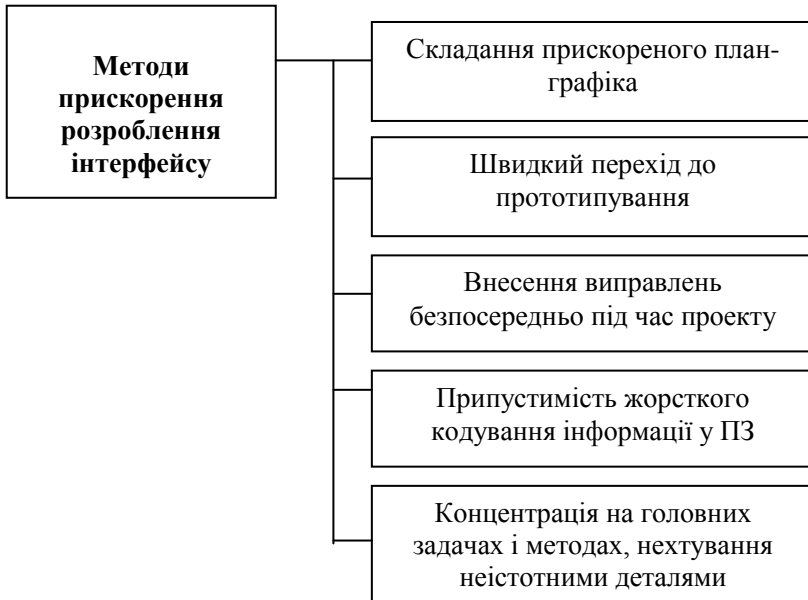 Методи
прискорення
розроблення
інтерфейсу
Складання прискореного план-
графіка
Швидкий перехід до
прототипування
Внесення виправлень
безпосередньо під час проекту
Припустимість жорсткого
кодування інформації у ПЗ
Концентрація на головних
задачах і методах, нехтування
неістотними деталями